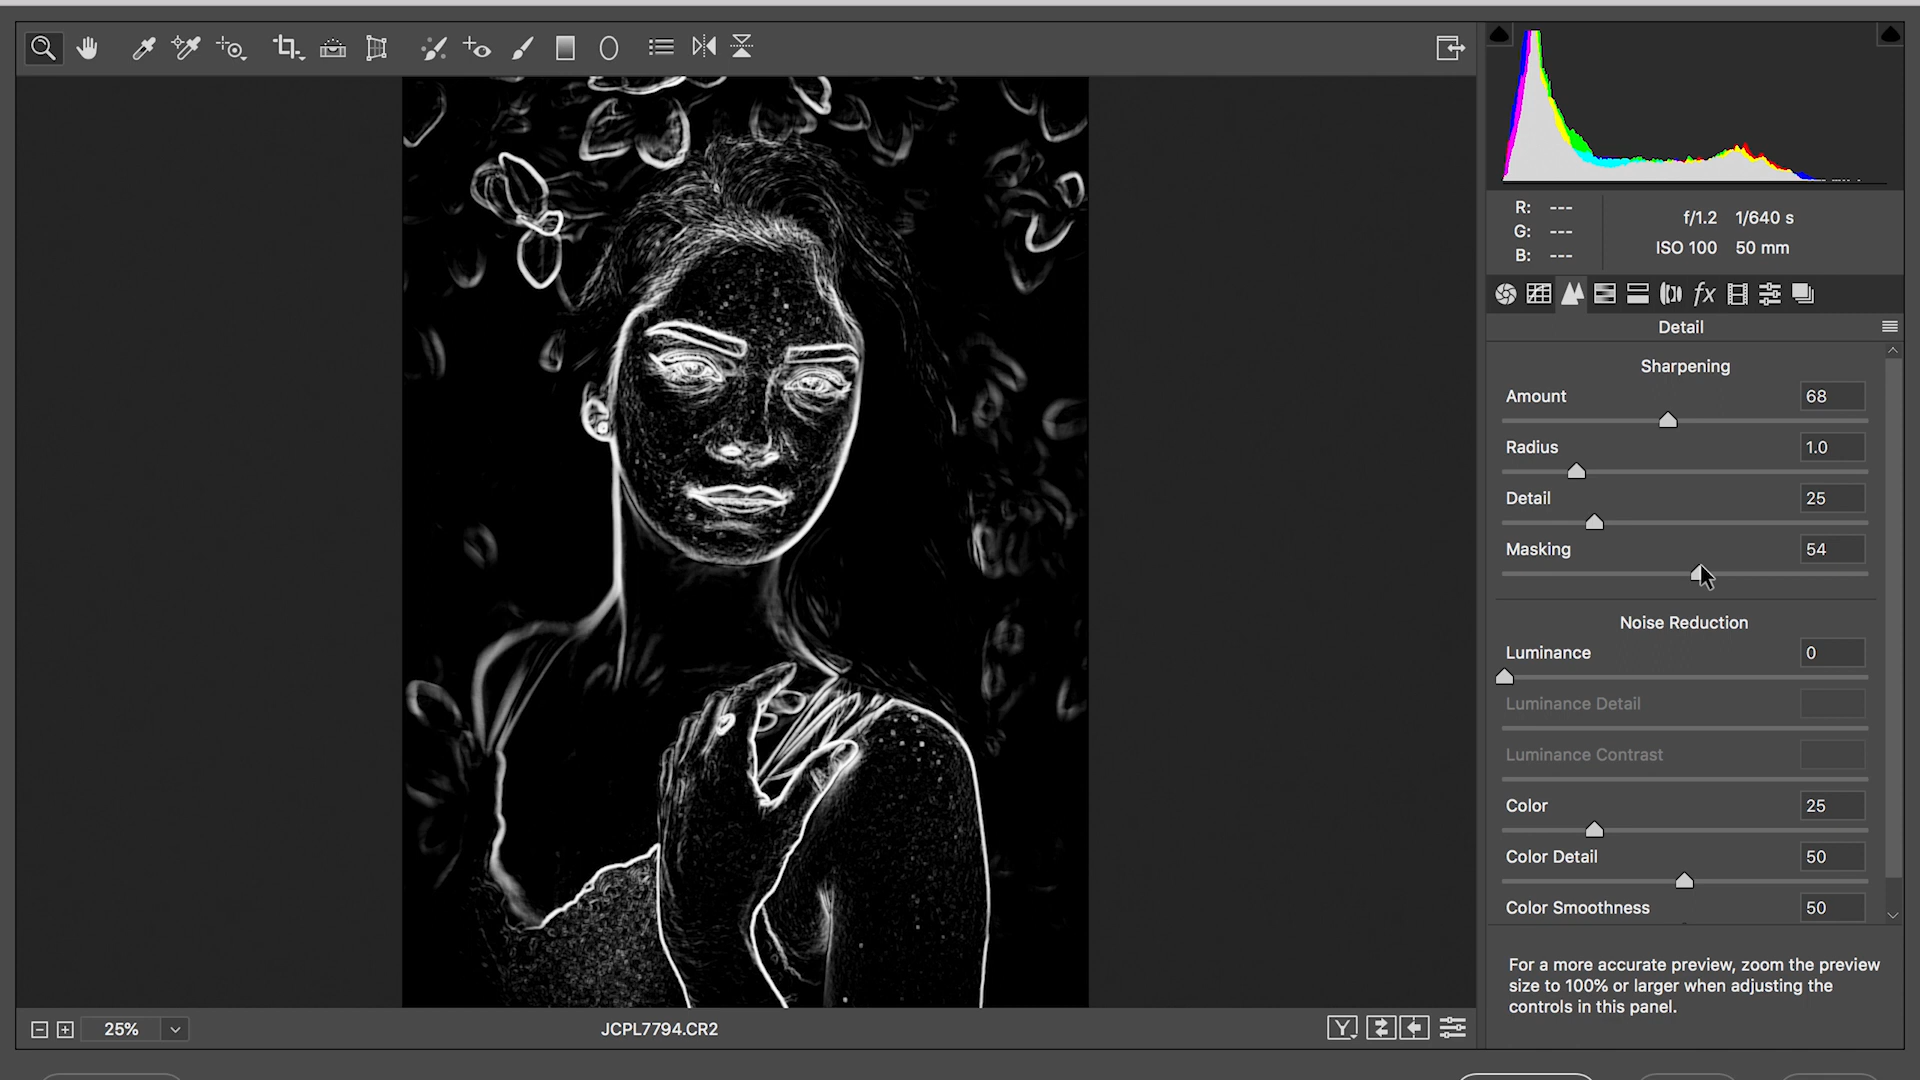 R: ---
G: ---
B: ---
f/1.2 1/640 s
ISO 100 50 mm
fx
Detail
Sharpening
Amount 68
Radius 1.0
Detail 25
Masking 54
Noise Reduction
Luminance 0
Luminance Detail
Luminance Contrast
Color 25
Color Detail 50
Color Smoothness 50
For a more accurate preview, zoom the preview
size to 100% or larger when adjusting the
controls in this panel.
25%
JCPL7794.CR2
Y